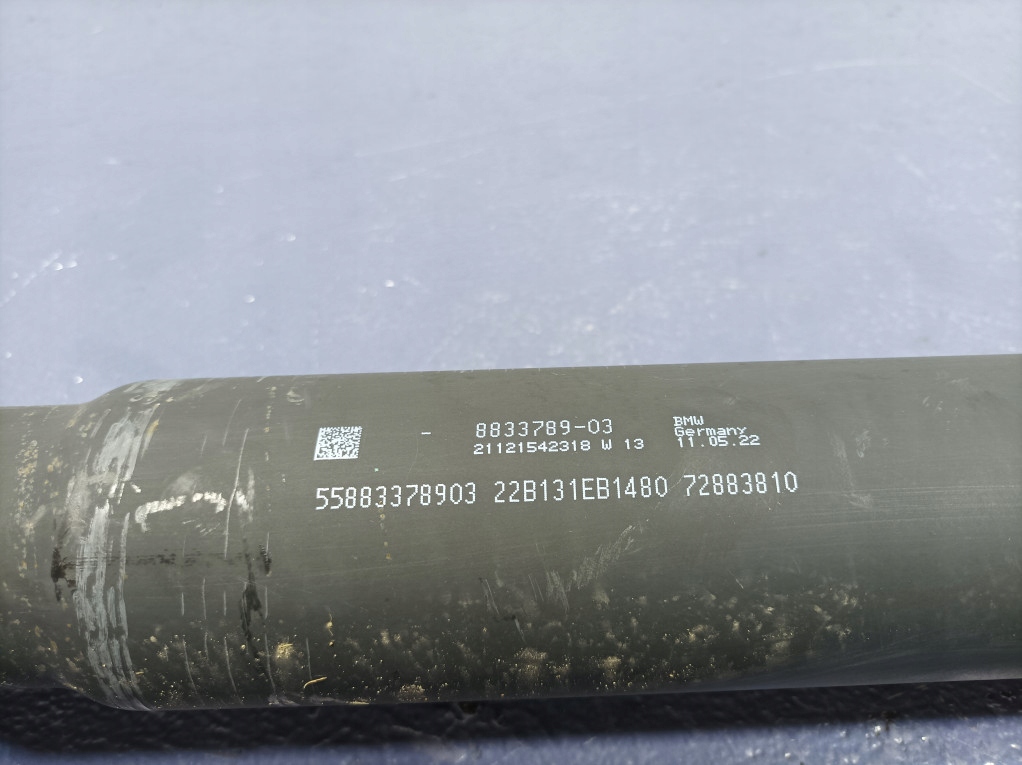 - 8833789-03
21121542318 W 13
BMW
Germany
11.05.22
55883378903 22B131EB1480 72883810